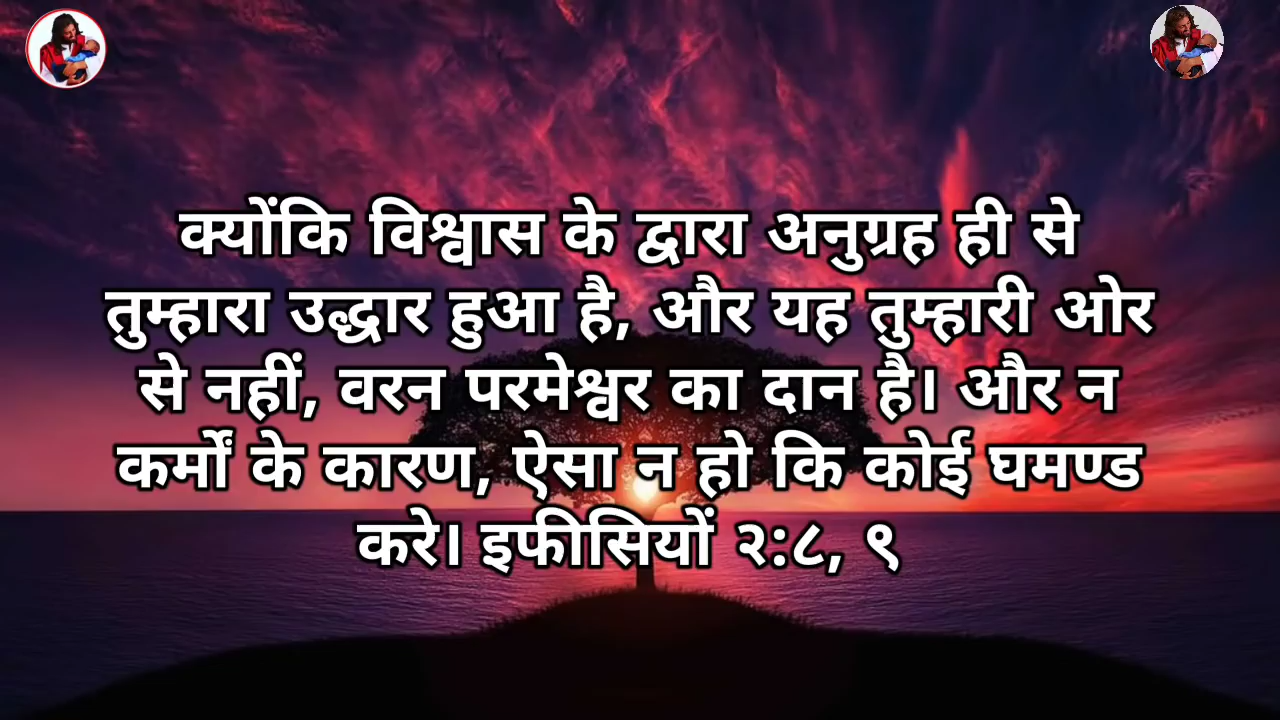 क्योंकि विश्वास के द्वारा अनुग्रह ही से
तुम्हारा उद्धार हुआ है, और यह तुम्हारी ओर
से नहीं, वरन परमेश्वर का दान है। और न
कर्मों के कारण, ऐसा न हो कि कोई घमण्ड
करे। इफीसियों २:८, ९